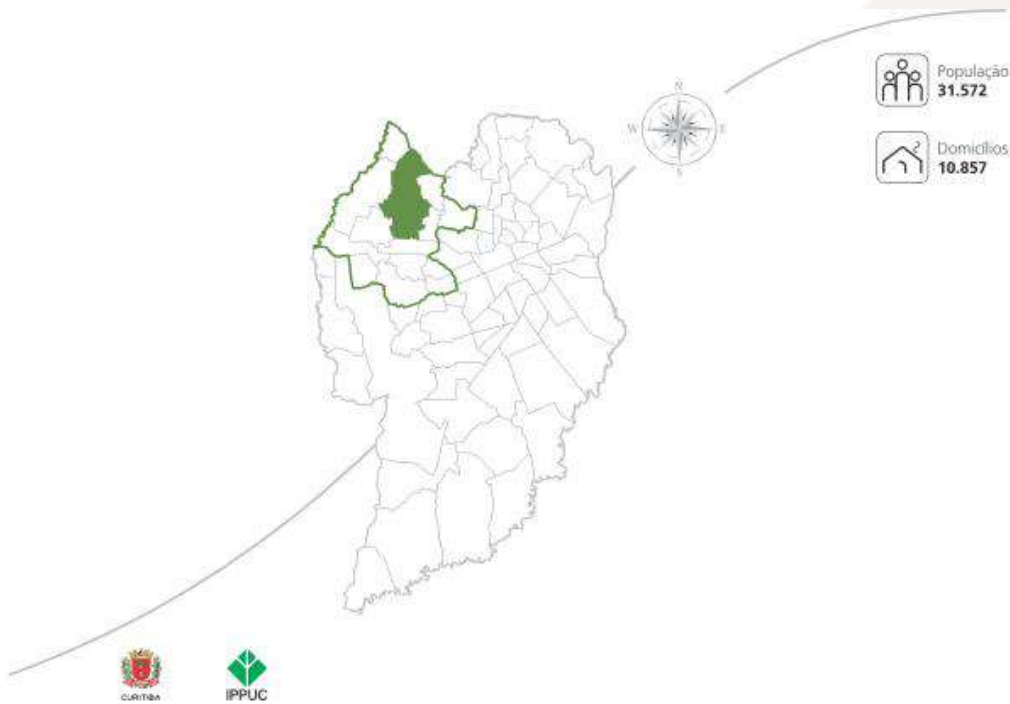 População
31.572
N
W
E
S
Domicílios
10.857
CURITIBA
IPPUC